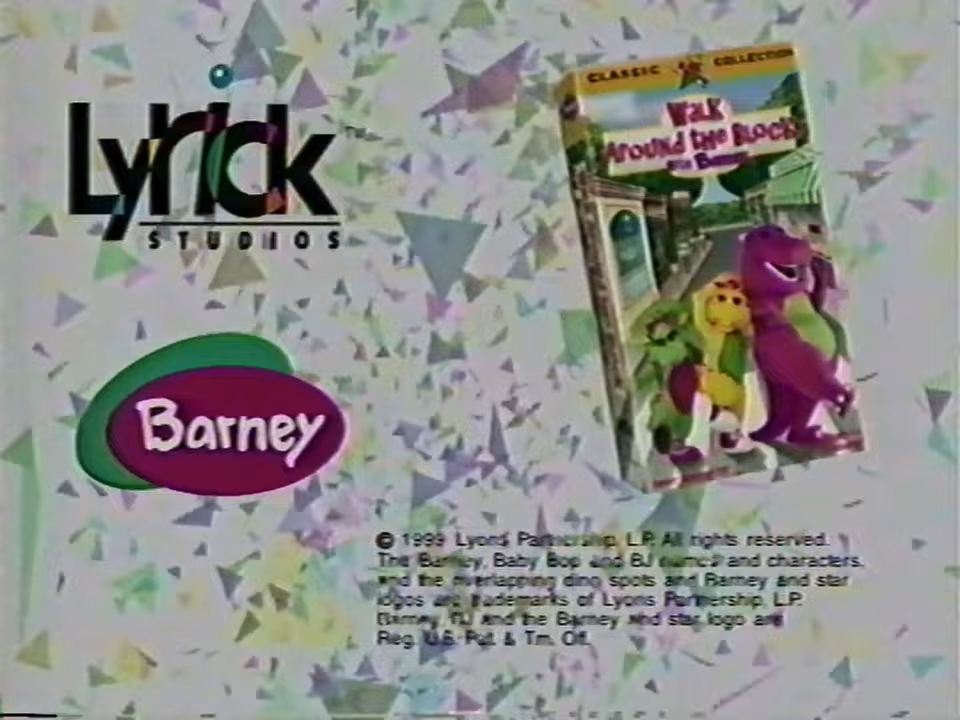 Lyrick™
STUDIOS
CLASSIC COLLECTION
Walk
Around the Block
with Barney
Barney
© 1999 Lyons Partnership, L.P. All rights reserved.
The Barney, Baby Bop and BJ names and characters,
and the overlapping dino spots and Barney and star
logos are trademarks of Lyons Partnership, L.P.
Barney, BJ and the Barney and star logo are
Reg. U.S. Pat. & Tm. Off.